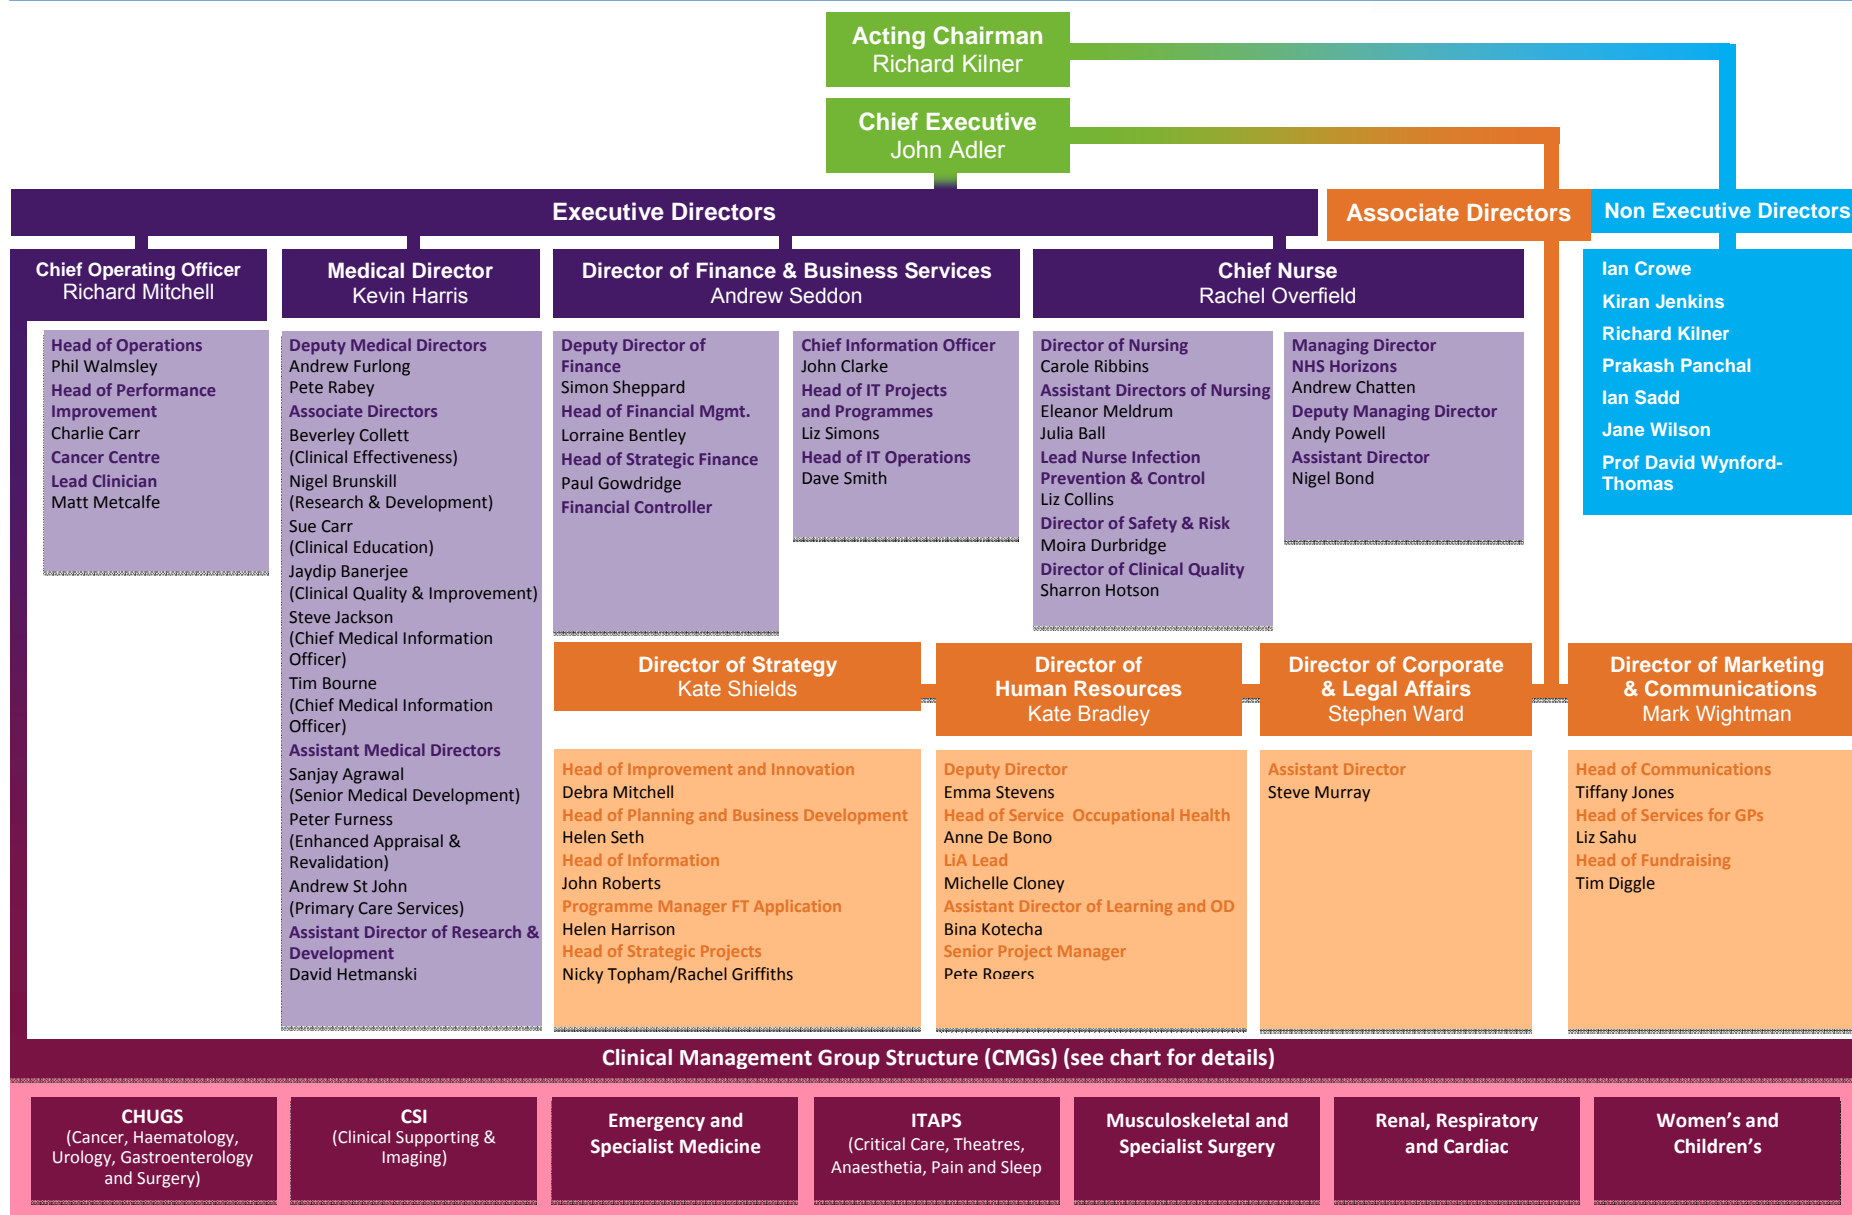 Acting Chairman
Richard Kilner
Chief Executive
John Adler
Executive Directors
Associate Directors
Non Executive Directors
Chief Operating Officer
Richard Mitchell
Head of Operations
Phil Walmsley
Head of Performance
Improvement
Charlie Carr
Cancer Centre
Lead Clinician
Matt Metcalfe
Medical Director
Kevin Harris
Deputy Medical Directors
Andrew Furlong
Pete Rabey
Associate Directors
Beverley Collett
(Clinical Effectiveness)
Nigel Brunskill
(Research & Development)
Sue Carr
(Clinical Education)
Jaydip Banerjee
(Clinical Quality & Improvement)
Steve Jackson
(Chief Medical Information
Officer)
Tim Bourne
(Chief Medical Information
Officer)
Assistant Medical Directors
Sanjay Agrawal
(Senior Medical Development)
Peter Furness
(Enhanced Appraisal &
Revalidation)
Andrew St John
(Primary Care Services)
Assistant Director of Research &
Development
David Hetmanski
Director of Finance & Business Services
Andrew Seddon
Deputy Director of
Finance
Simon Sheppard
Head of Financial Mgmt.
Lorraine Bentley
Head of Strategic Finance
Paul Gowdridge
Financial Controller
Chief Information Officer
John Clarke
Head of IT Projects
and Programmes
Liz Simons
Head of IT Operations
Dave Smith
Chief Nurse
Rachel Overfield
Director of Nursing
Carole Ribbins
Assistant Directors of Nursing
Eleanor Meldrum
Julia Ball
Lead Nurse Infection
Prevention & Control
Liz Collins
Director of Safety & Risk
Moira Durbridge
Director of Clinical Quality
Sharron Hotson
Managing Director
NHS Horizons
Andrew Chatten
Deputy Managing Director
Andy Powell
Assistant Director
Nigel Bond
Ian Crowe
Kiran Jenkins
Richard Kilner
Prakash Panchal
Ian Sadd
Jane Wilson
Prof David Wynford-
Thomas
Director of Strategy
Kate Shields
Head of Improvement and Innovation
Debra Mitchell
Head of Planning and Business Development
Helen Seth
Head of Information
John Roberts
Programme Manager FT Application
Helen Harrison
Head of Strategic Projects
Nicky Topham/Rachel Griffiths
Director of
Human Resources
Kate Bradley
Deputy Director
Emma Stevens
Head of Service Occupational Health
Anne De Bono
LiA Lead
Michelle Cloney
Assistant Director of Learning and OD
Bina Kotecha
Senior Project Manager
Pete Rogers
Director of Corporate
& Legal Affairs
Stephen Ward
Assistant Director
Steve Murray
Director of Marketing
& Communications
Mark Wightman
Head of Communications
Tiffany Jones
Head of Services for GPs
Liz Sahu
Head of Fundraising
Tim Diggle
Clinical Management Group Structure (CMGs) (see chart for details)
CHUGS
(Cancer, Haematology,
Urology, Gastroenterology
and Surgery)
CSI
(Clinical Supporting &
Imaging)
Emergency and
Specialist Medicine
ITAPS
(Critical Care, Theatres,
Anaesthetia, Pain and Sleep
Musculoskeletal and
Specialist Surgery
Renal, Respiratory
and Cardiac
Women’s and
Children’s